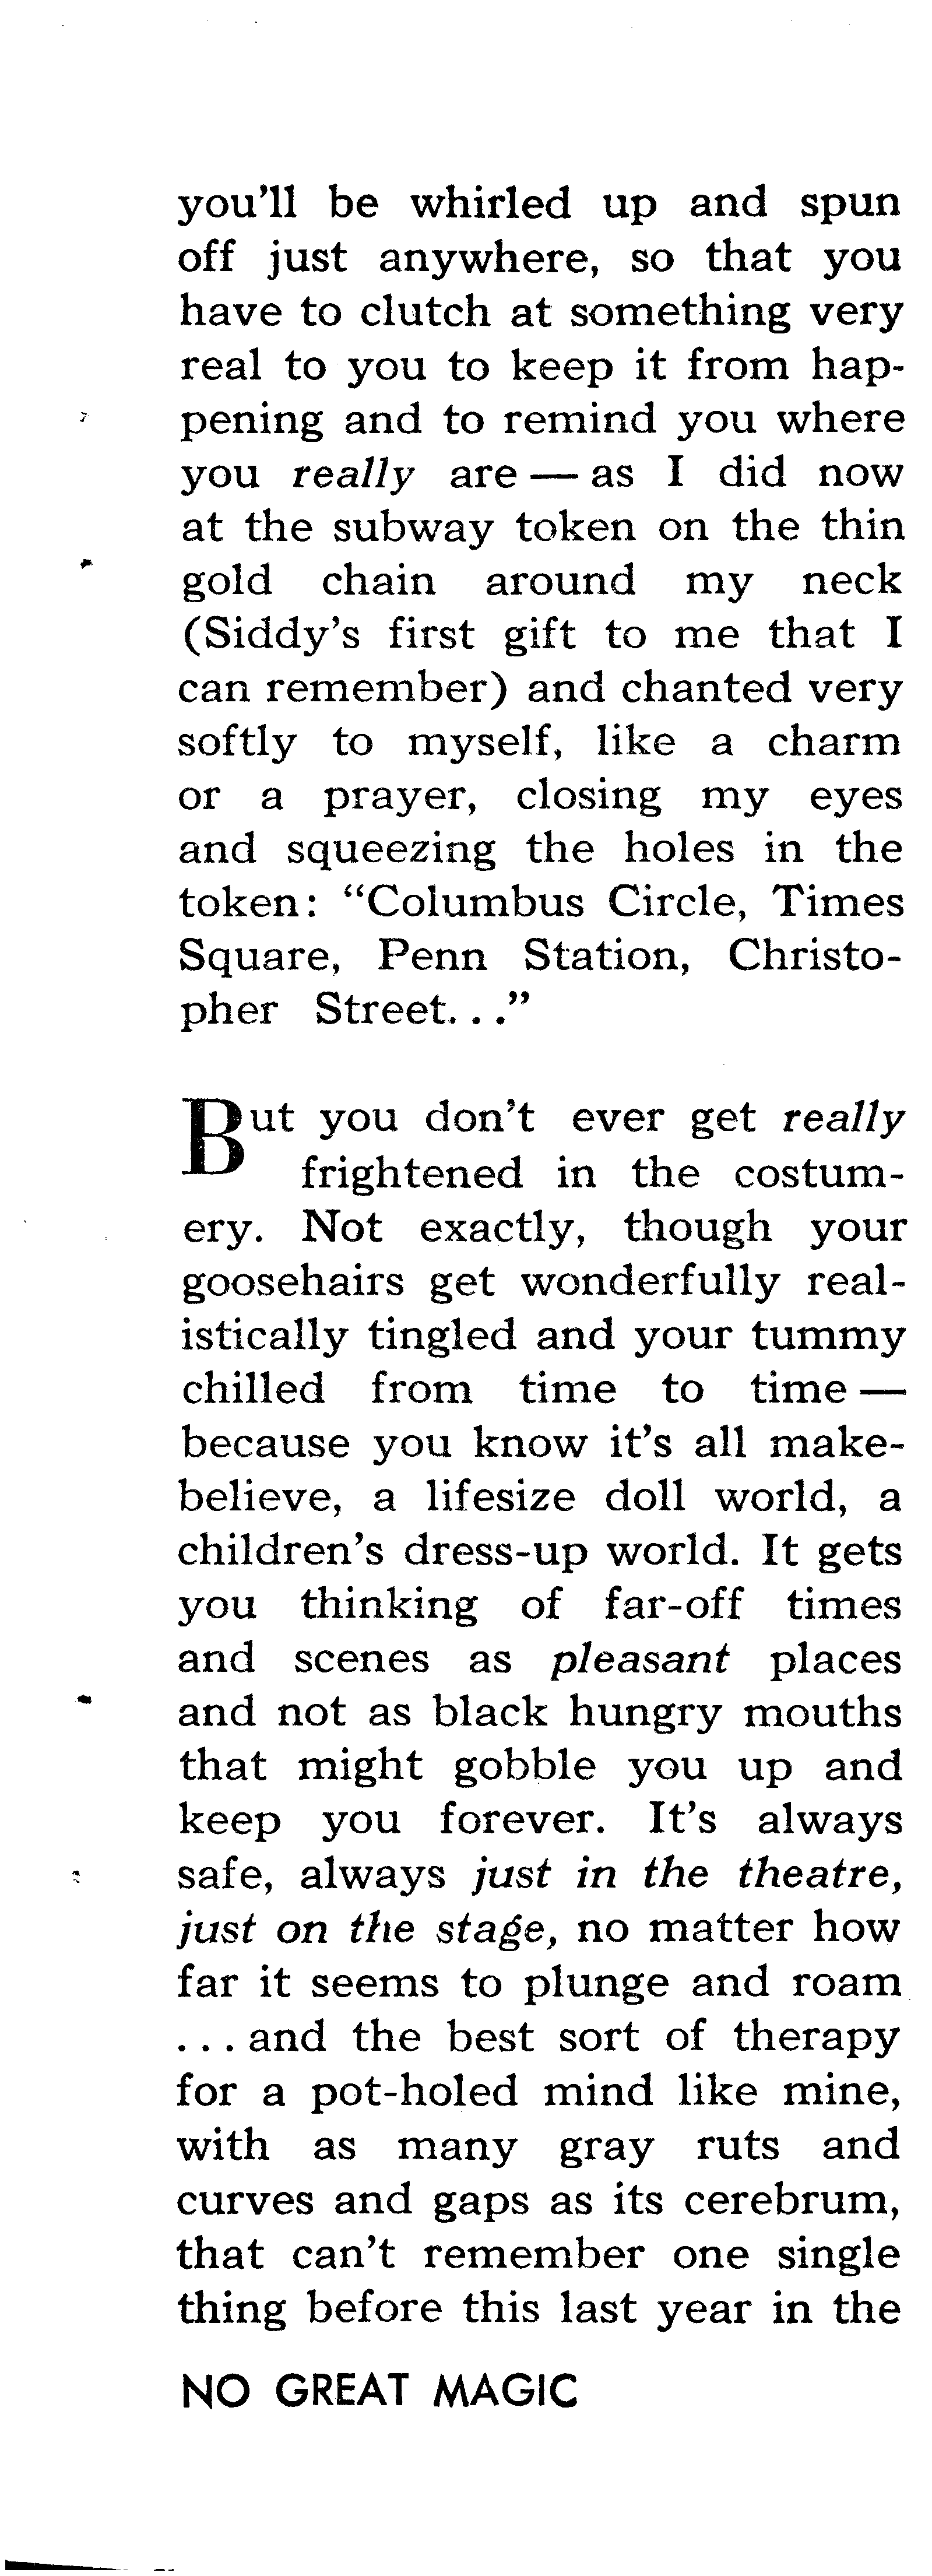 you'll be whirled up and spun
off just anywhere, so that you
have to clutch at something very
real to you to keep it from hap-
pening and to remind you where
you really are — as I did now
at the subway token on the thin
gold chain around my neck
(Siddy's first gift to me that I
can remember) and chanted very
softly to myself, like a charm
or a prayer, closing my eyes
and squeezing the holes in the
token: “Columbus Circle, Times
Square, Penn Station, Christo-
pher Street. . .”
But you don't ever get really
frightened in the costum-
ery. Not exactly, though your
goosehairs get wonderfully real-
istically tingled and your tummy
chilled from time to time —
because you know it's all make-
believe, a lifesize doll world, a
children's dress-up world. It gets
you thinking of far-off times
and scenes as pleasant places
and not as black hungry mouths
that might gobble you up and
keep you forever. It's always
safe, always just in the theatre,
just on the stage, no matter how
far it seems to plunge and roam
. . . and the best sort of therapy
for a pot-holed mind like mine,
with as many gray ruts and
curves and gaps as its cerebrum,
that can't remember one single
thing before this last year in the
NO GREAT MAGIC